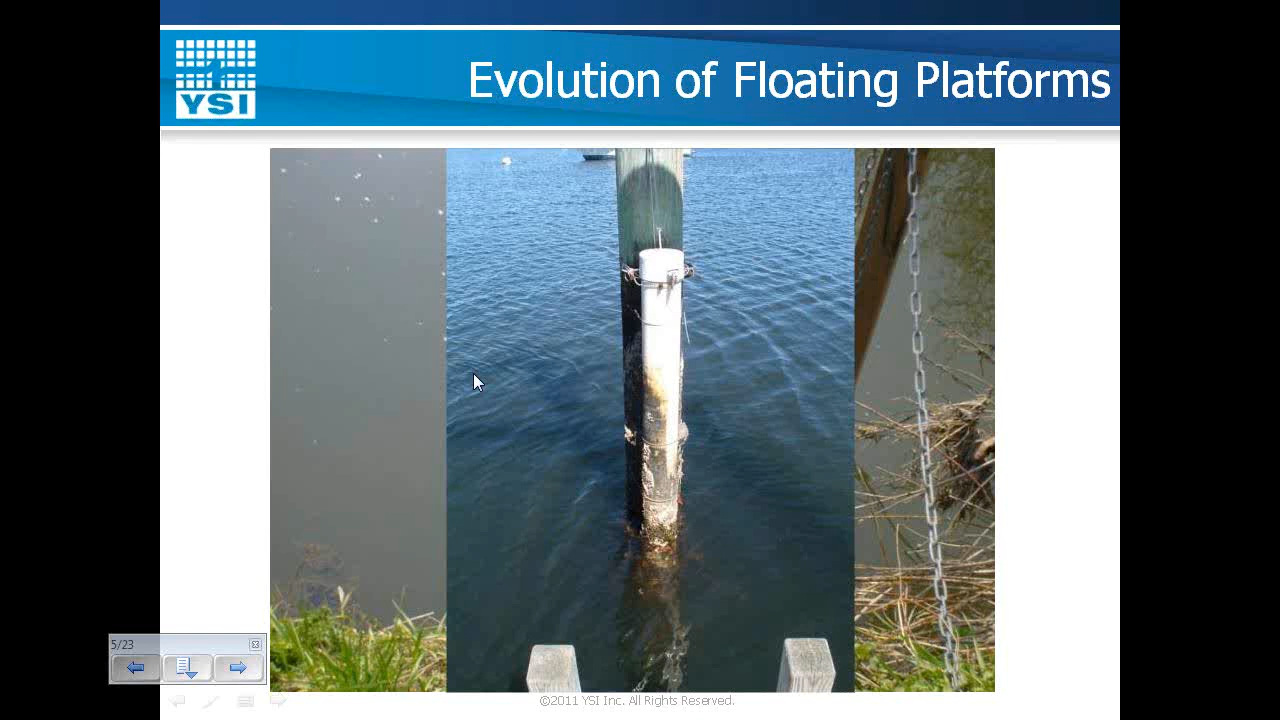 YSI
Evolution of Floating Platforms
5/23
©2011 YSI Inc. All Rights Reserved.